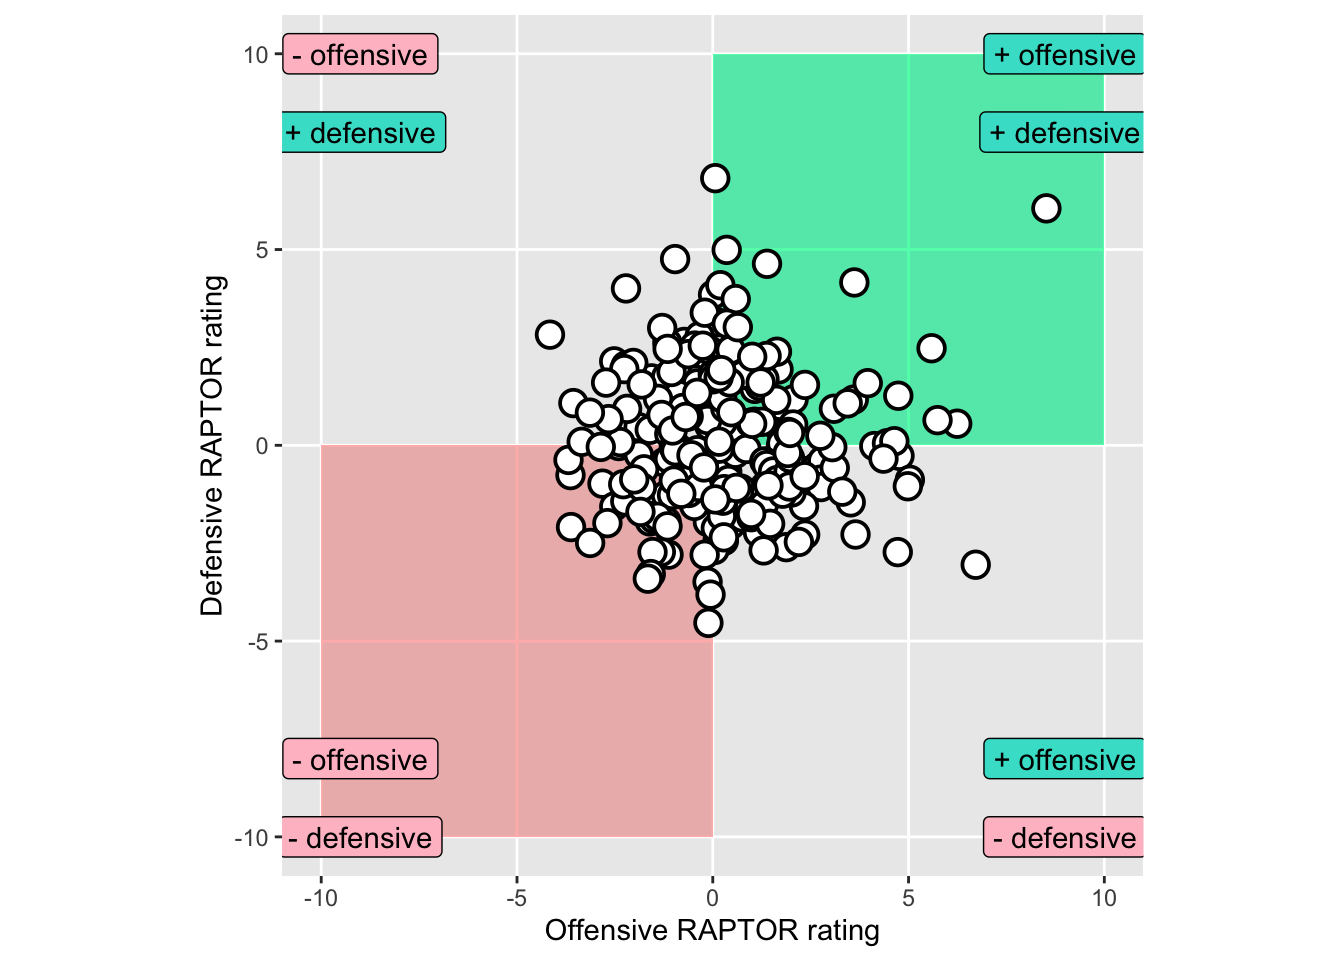 10
- offensive
+ offensive
+ defensive
+ defensive
5
0
-5
- offensive
+ offensive
-10
- defensive
- defensive
-10
-5
0
5
10
Offensive RAPTOR rating
Defensive RAPTOR rating